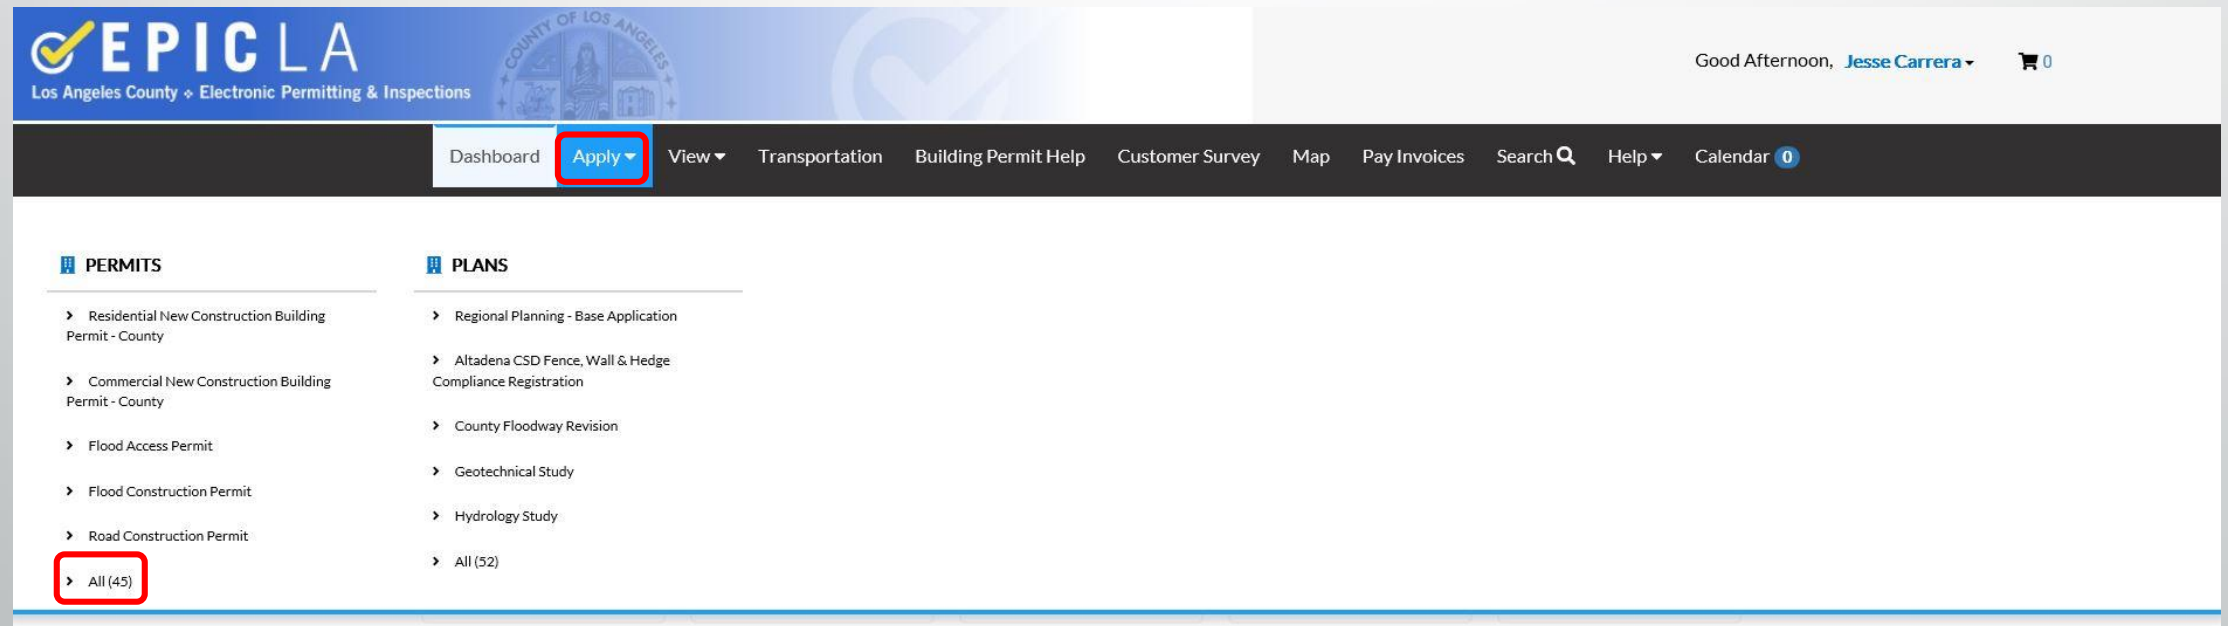 EPICLA
Los Angeles County ⋄ Electronic Permitting & Inspections
COUNTY OF LOS ANGELES
Good Afternoon, Jesse Carrera
0
Dashboard Apply View Transportation Building Permit Help Customer Survey Map Pay Invoices Search Help Calendar 0
PERMITS
Residential New Construction Building
Permit - County
Commercial New Construction Building
Permit - County
Flood Access Permit
Flood Construction Permit
Road Construction Permit
All (45)
PLANS
Regional Planning - Base Application
Altadena CSD Fence, Wall & Hedge
Compliance Registration
County Floodway Revision
Geotechnical Study
Hydrology Study
All (52)